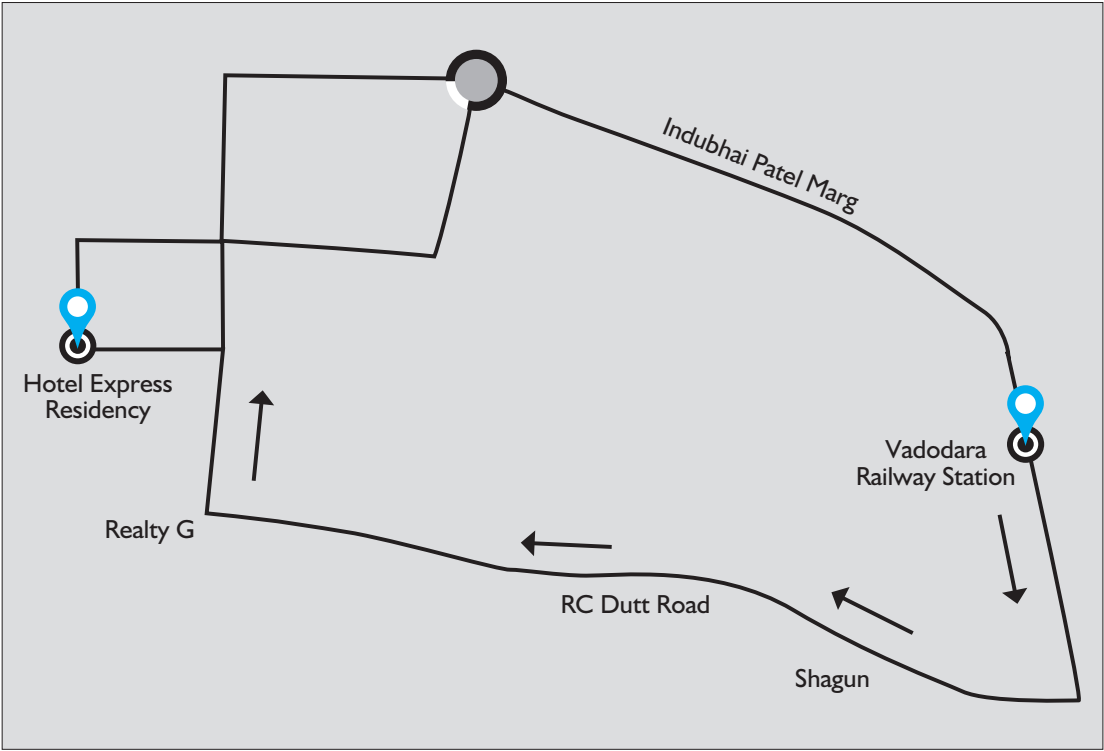 Indubhai Patel Marg
Hotel Express
Residency
Vadodara
Railway Station
Realty G
RC Dutt Road
Shagun